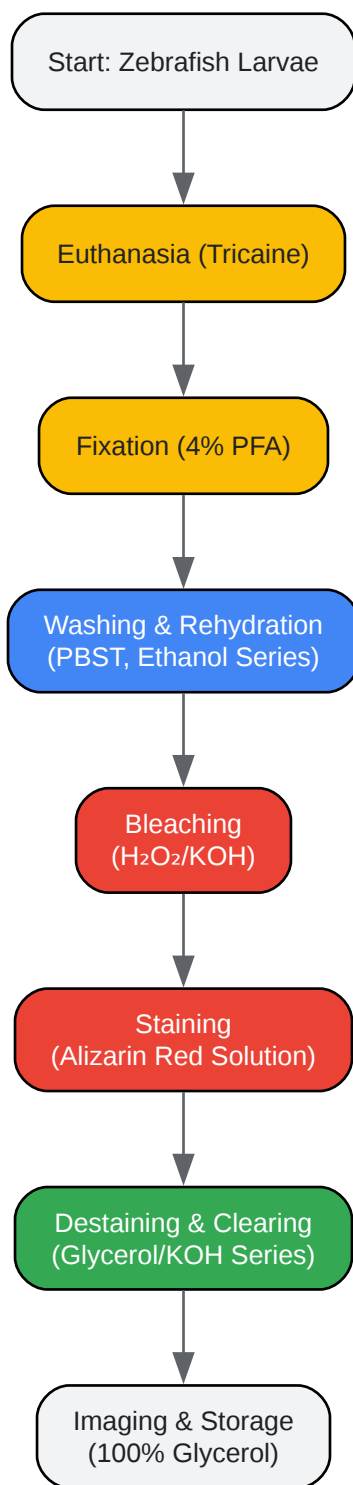 Start: Zebrafish Larvae
Euthanasia (Tricaine)
Fixation (4% PFA)
Washing & Rehydration
(PBST, Ethanol Series)
Bleaching
(H₂O₂/KOH)
Staining
(Alizarin Red Solution)
Destaining & Clearing
(Glycerol/KOH Series)
Imaging & Storage
(100% Glycerol)